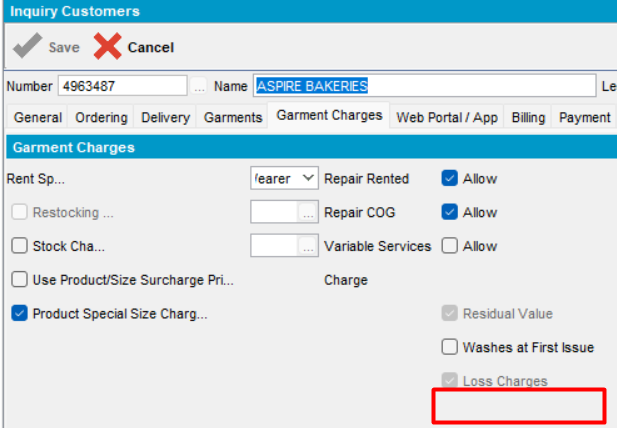 Inquiry Customers
Save Cancel
Number 4963487 ... Name ASPIRE BAKERIES Le
General Ordering Delivery Garments Garment Charges Web Portal / App Billing Payment
Garment Charges
Rent Sp... /earer Repair Rented Allow
Restocking ... ... Repair COG Allow
Stock Cha... ... Variable Services Allow
Use Product/Size Surcharge Pri... Charge
Product Special Size Charg... Residual Value
Washes at First Issue
Loss Charges